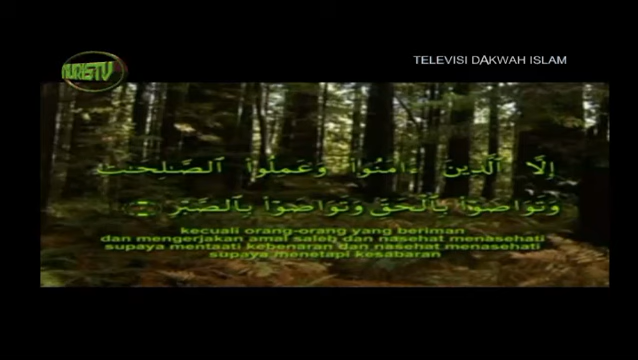 NURISTV
TELEVISI DAKWAH ISLAM
إِلَّا ٱلَّذِينَ ءَامَنُوا۟ وَعَمِلُوا۟ ٱلصَّـٰلِحَـٰتِ
وَتَوَاصَوْا۟ بِٱلْحَقِّ وَتَوَاصَوْا۟ بِٱلصَّبْرِ
kecuali orang-orang yang beriman
dan mengerjakan amal saleh dan nasehat menasehati
supaya mentaati kebenaran dan nasehat menasehati
supaya menetapi kesabaran